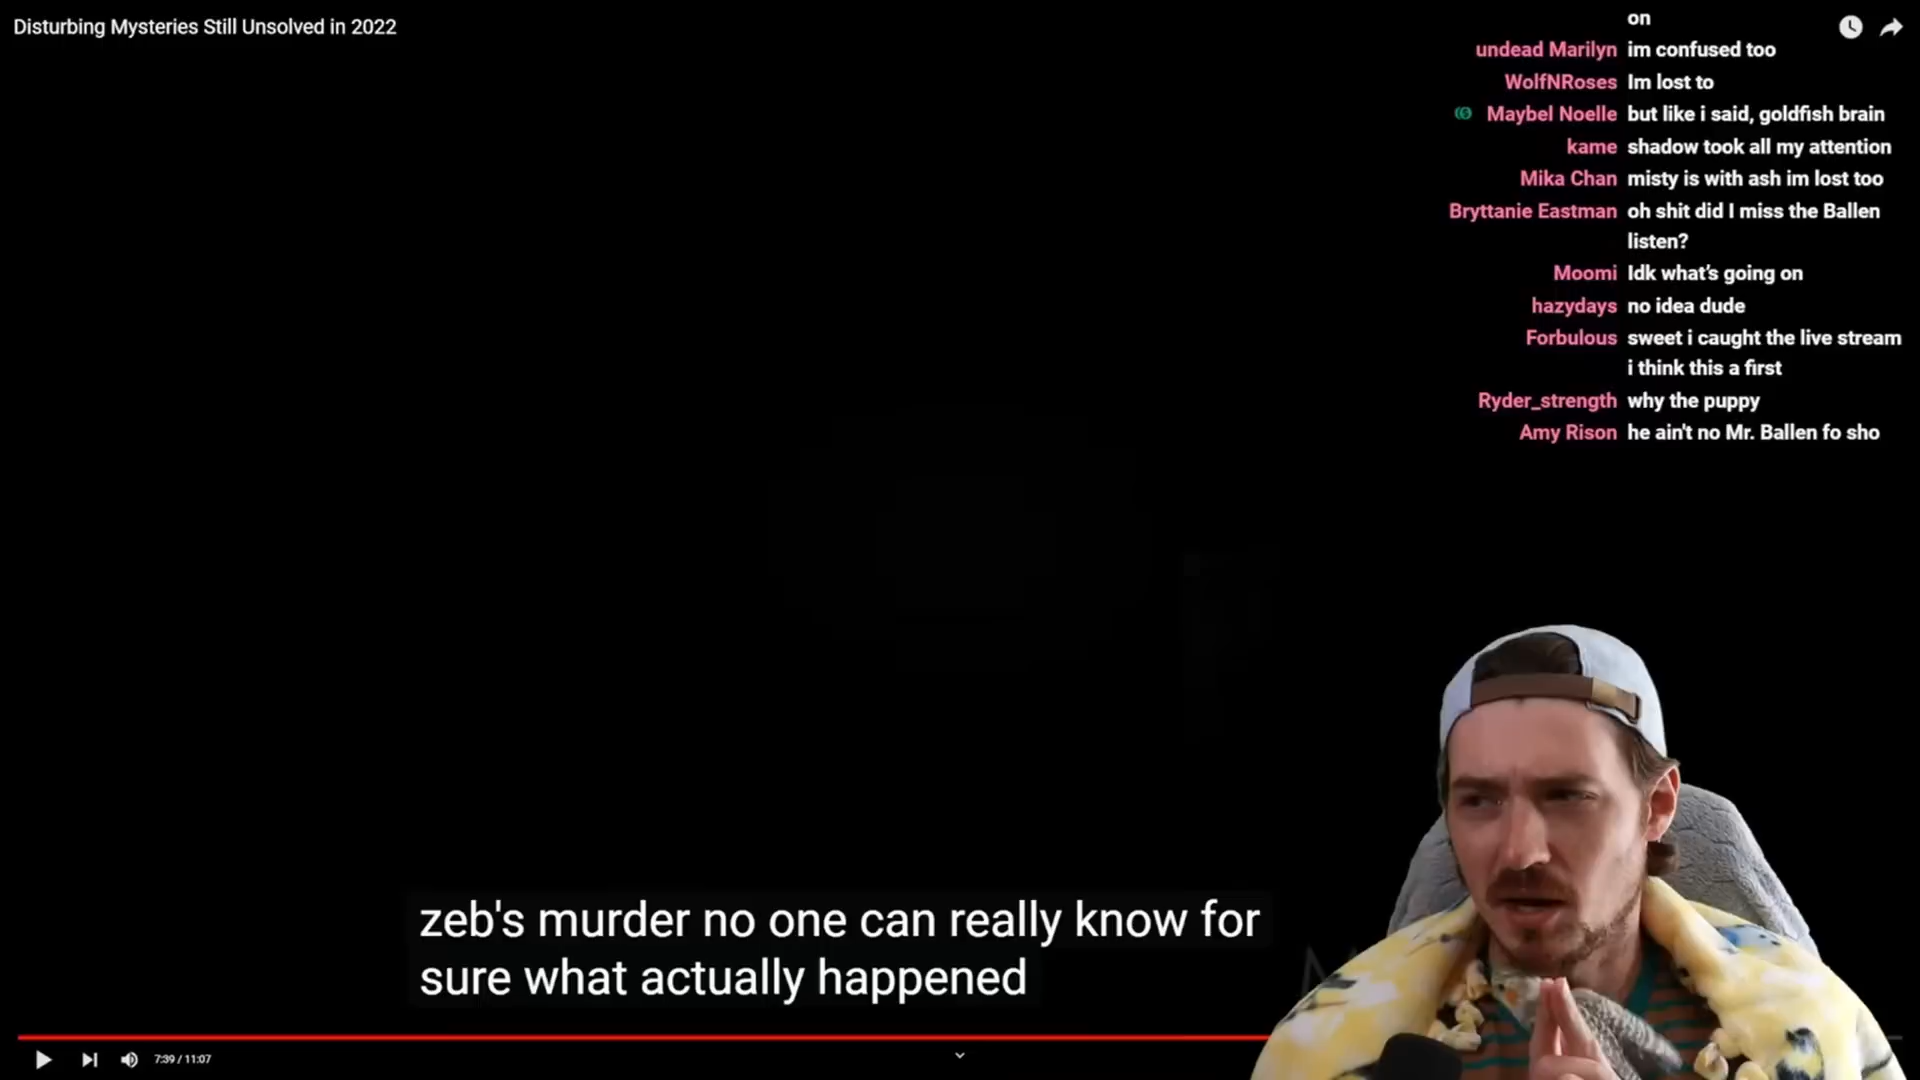 Disturbing Mysteries Still Unsolved in 2022
on
undead Marilyn im confused too
WolfNRoses Im lost to
Maybel Noelle but like i said, goldfish brain
kame shadow took all my attention
Mika Chan misty is with ash im lost too
Bryttanie Eastman oh shit did I miss the Ballen
listen?
Moomi Idk what's going on
hazydays no idea dude
Forbulous sweet i caught the live stream
i think this a first
Ryder_strength why the puppy
Amy Rison he ain't no Mr. Ballen fo sho
zeb's murder no one can really know for
sure what actually happened
7:39 / 11:07